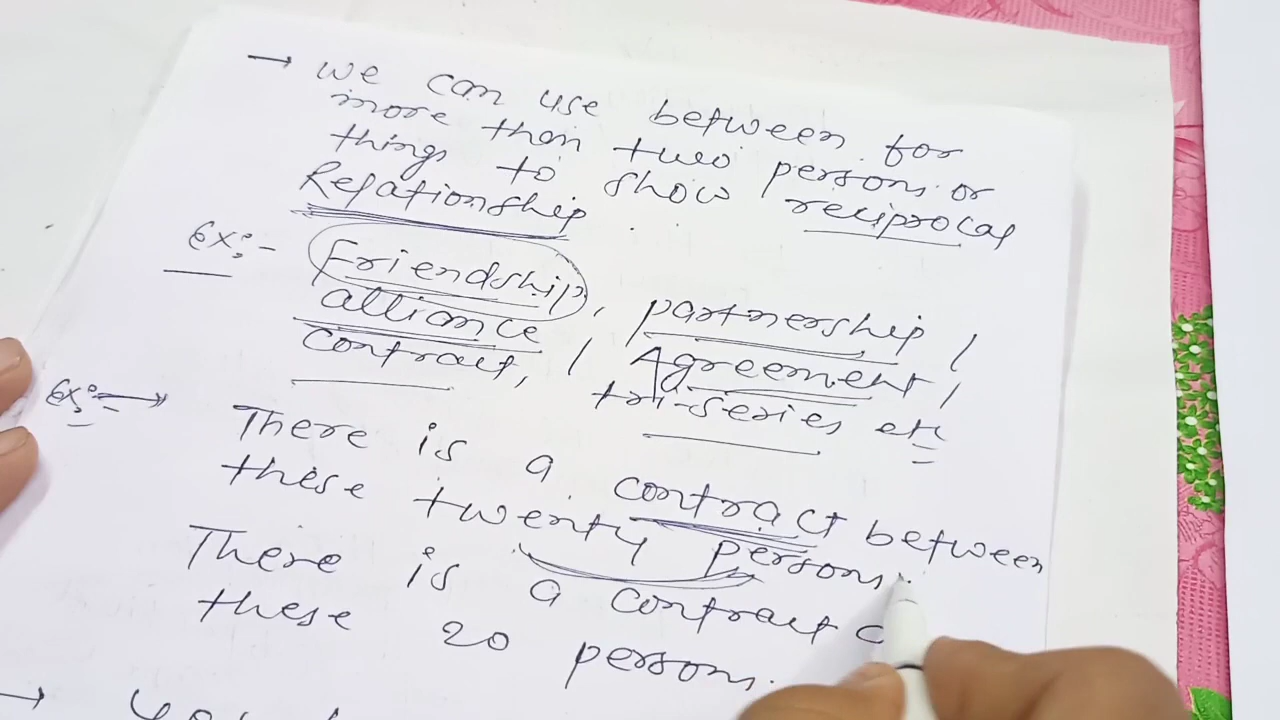 → we can use between for
more than two persons or
things to show reciprocal
Relationship
Ex:- Friendship, partnership,
alliance, Agreement,
contract, tri-series etc
Ex:- → There is a contract between
these twenty persons.
There is a contract
these 20 persons.
→